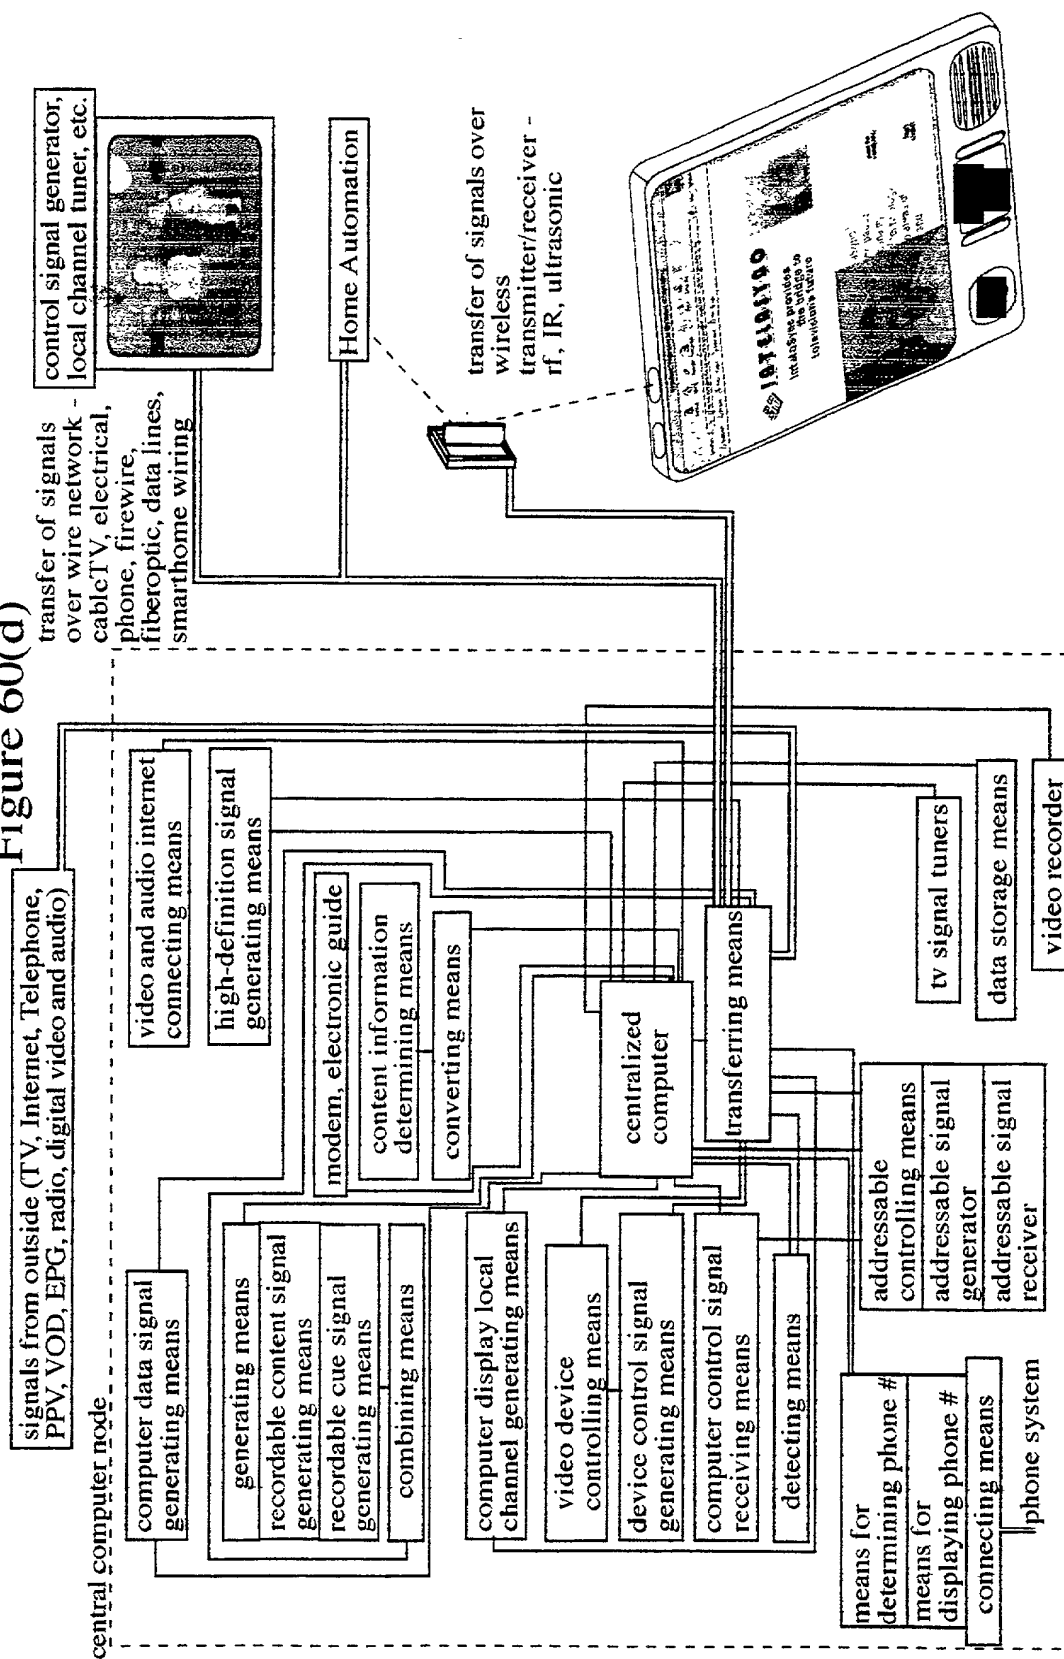 Figure 60(d)
signals from outside (TV, Internet, Telephone,
PPV, VOD, EPG, radio, digital video and audio)
central computer node
computer data signal
generating means
generating means
recordable content signal
generating means
recordable cue signal
generating means
combining means
computer display local
channel generating means
video device
controlling means
device control signal
generating means
computer control signal
receiving means
detecting means
means for
determining phone #
means for
displaying phone #
connecting means
phone system
video and audio internet
connecting means
high-definition signal
generating means
modem, electronic guide
content information
determining means
converting means
centralized
computer
transferring means
addressable
controlling means
addressable signal
generator
addressable signal
receiver
tv signal tuners
data storage means
video recorder
transfer of signals
over wire network -
cableTV, electrical,
phone, firewire,
fiberoptic, data lines,
smarthome wiring
control signal generator,
local channel tuner, etc.
Home Automation
transfer of signals over
wireless
transmitter/receiver -
rf, IR, ultrasonic
IntelaSync provides
the bridge to
televisions future